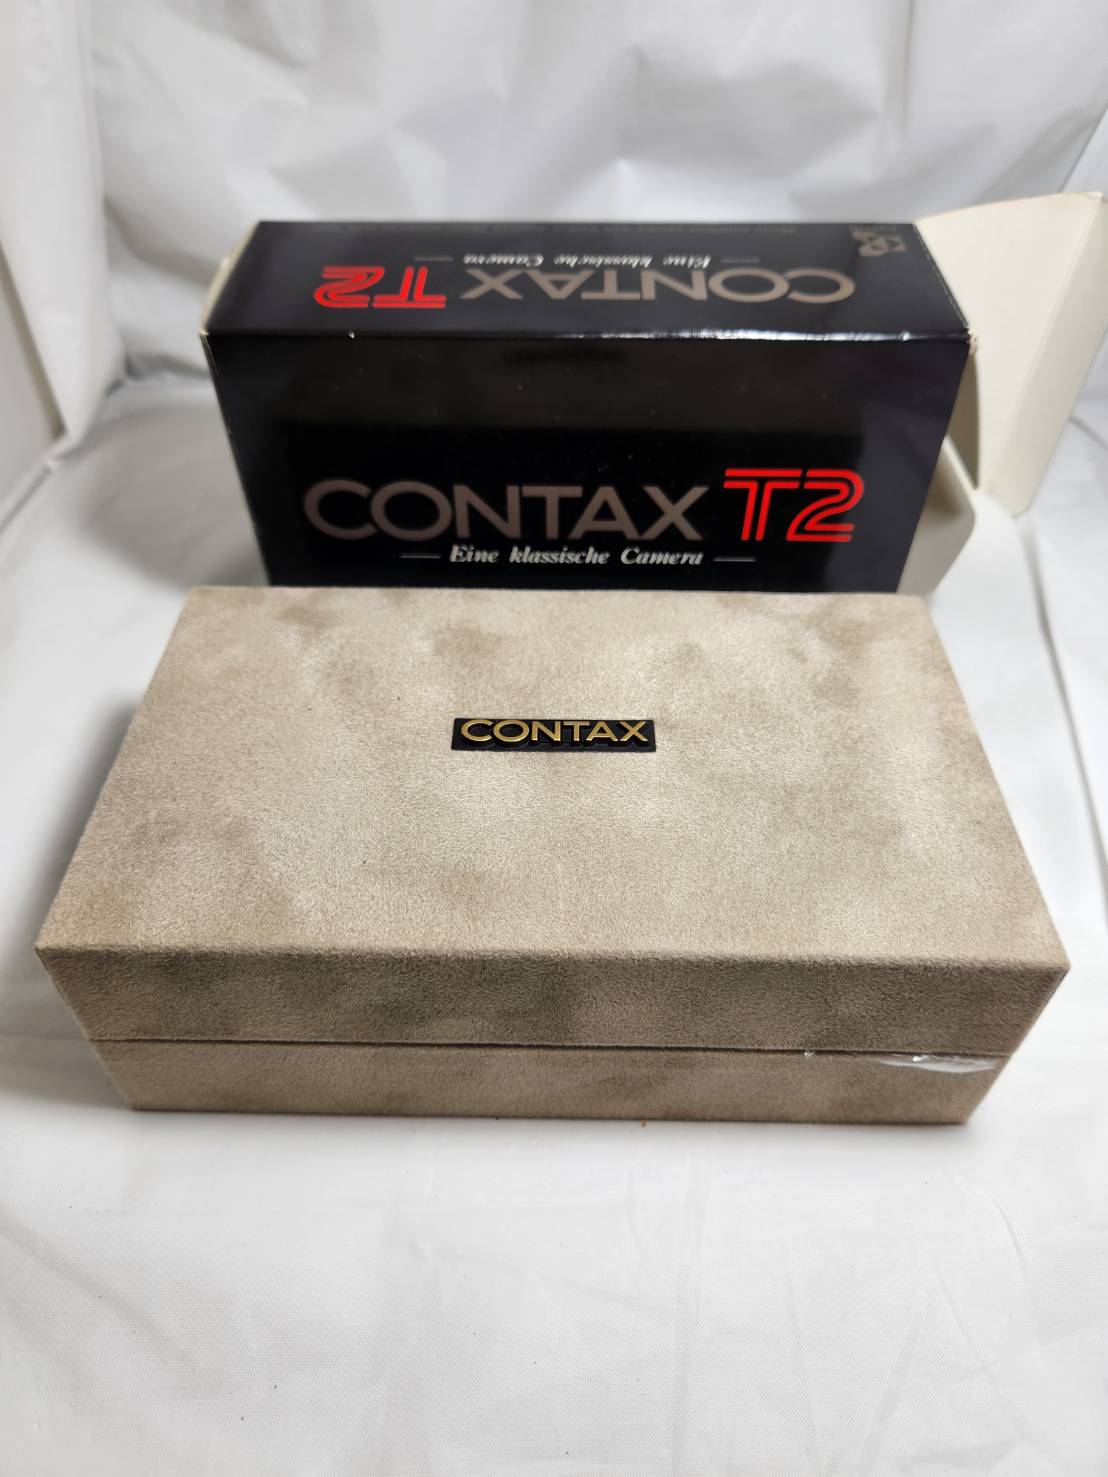 CONTAX T2
— Eine klassische Camera —
CONTAX T2
— Eine klassische Camera —
CONTAX